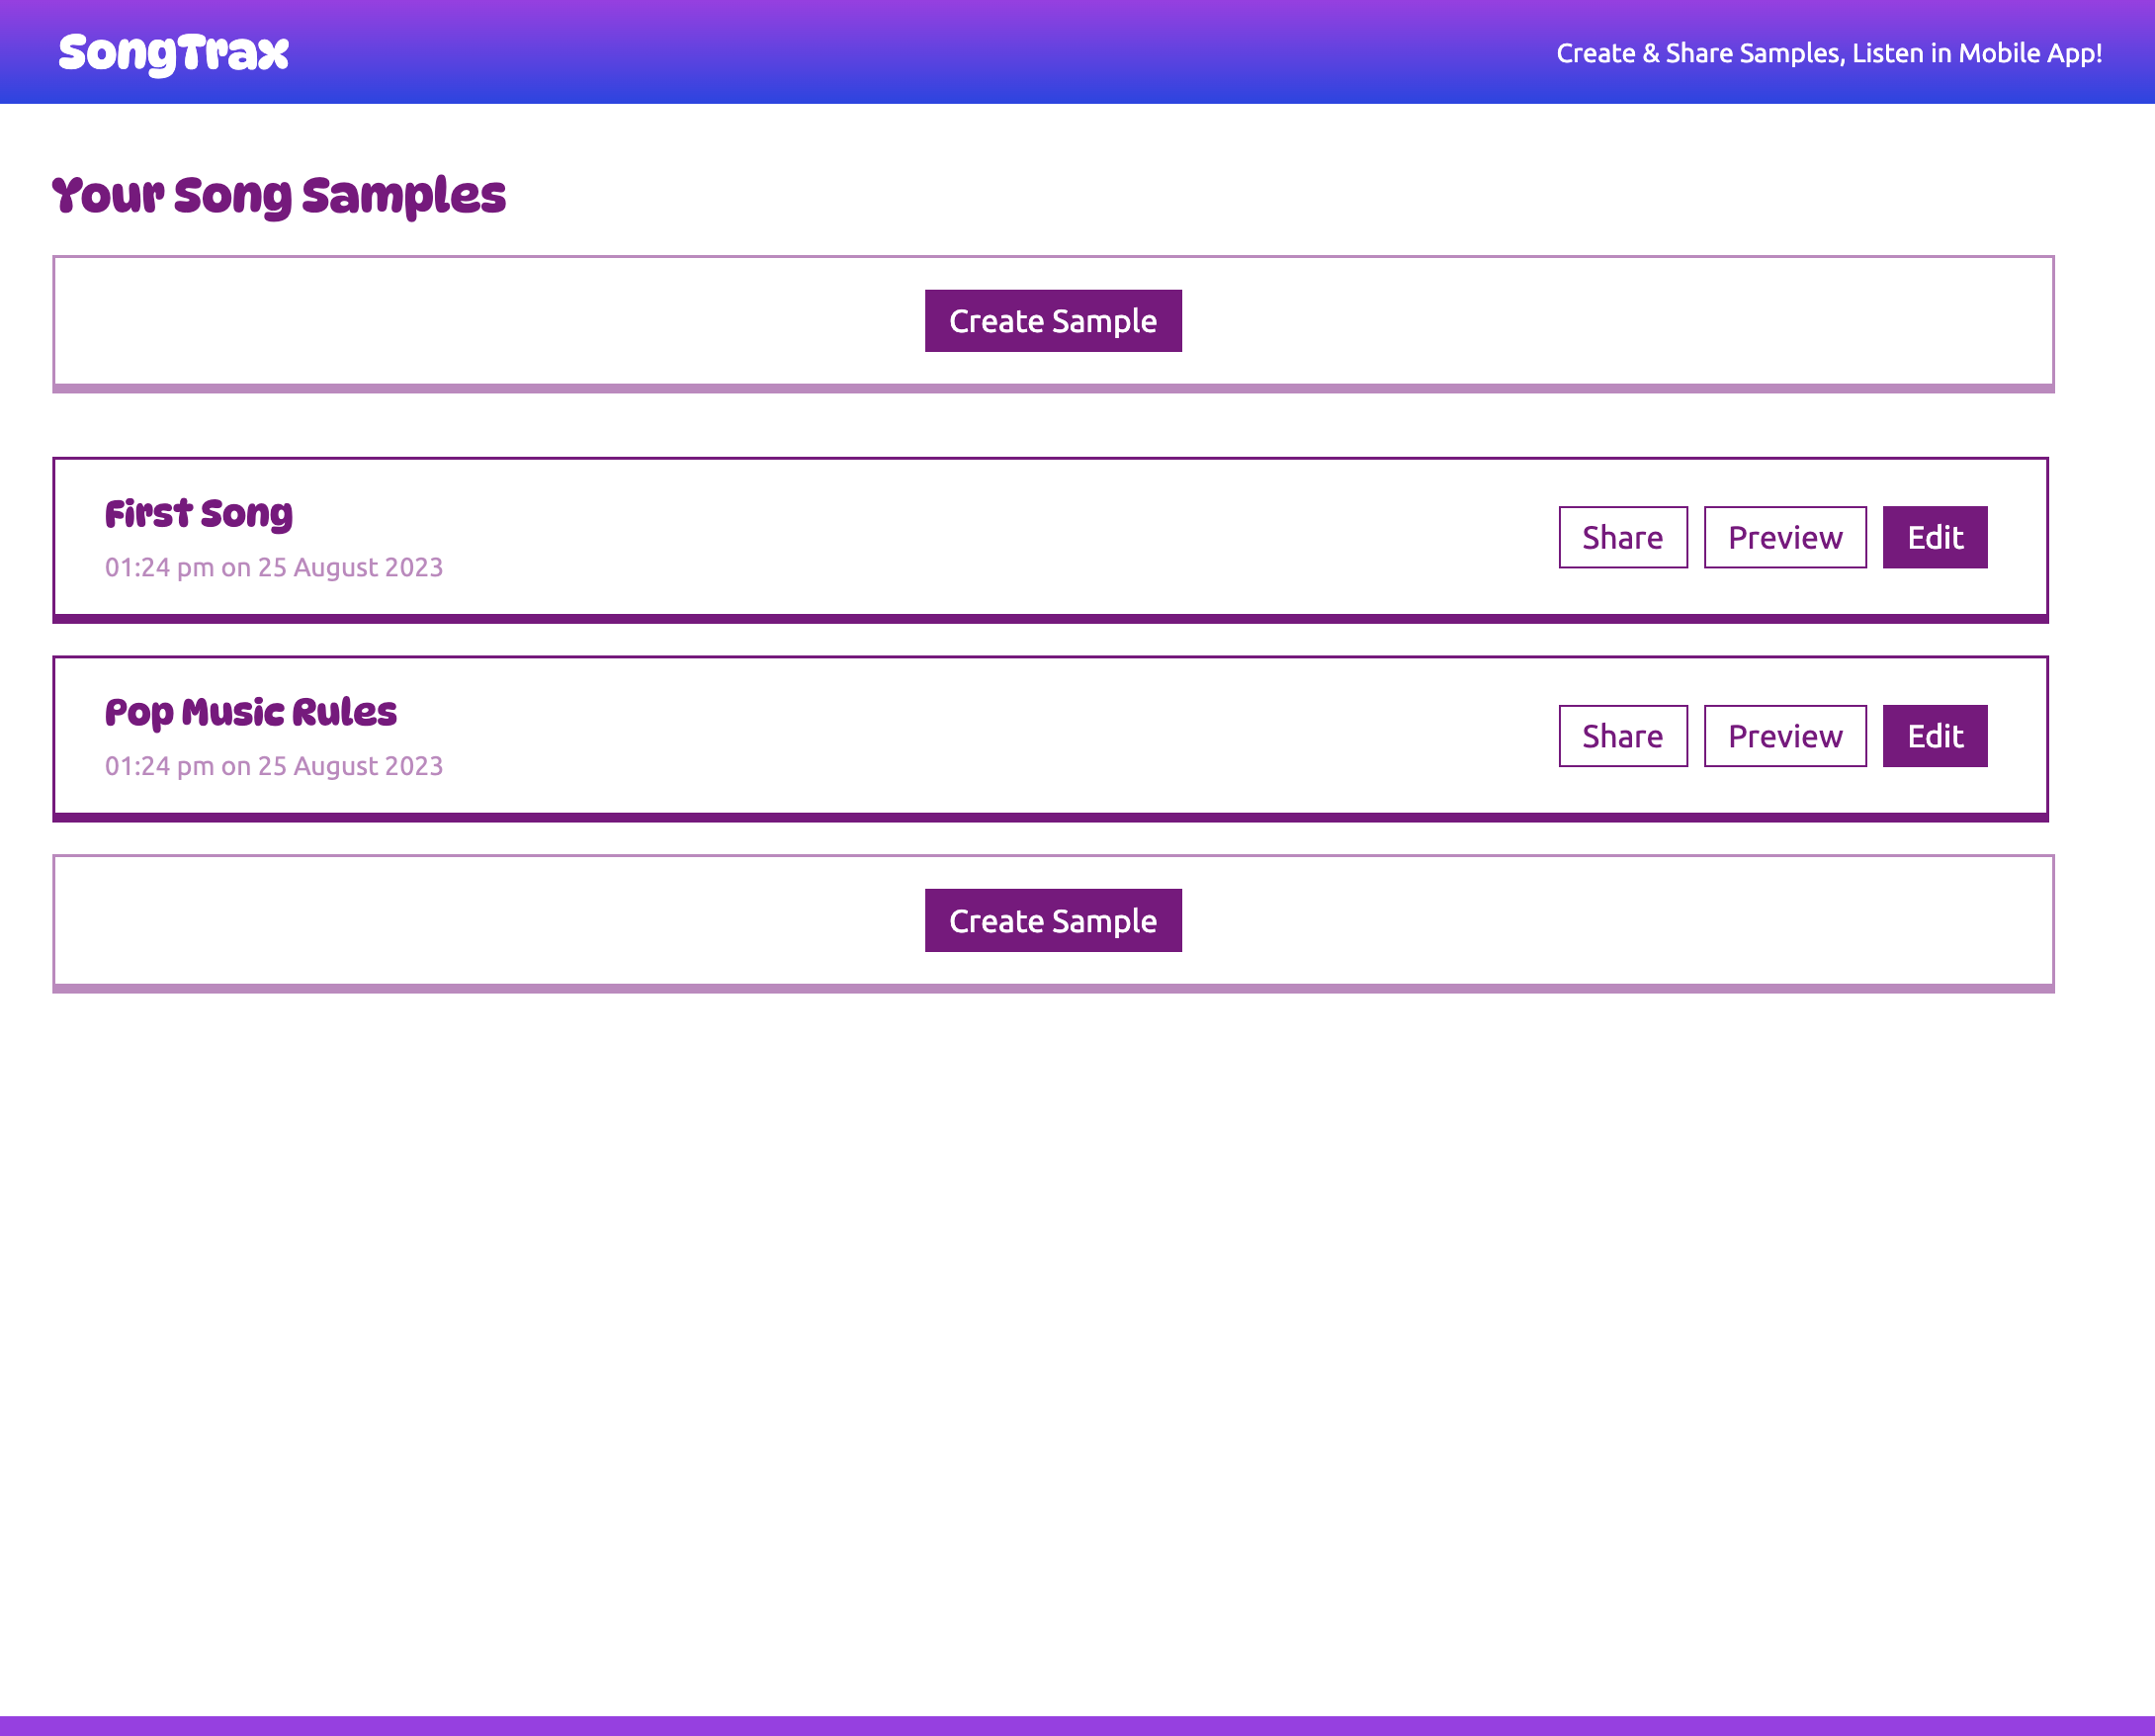 SongTrax
Create & Share Samples, Listen in Mobile App!
Your Song Samples
Create Sample
First Song
01:24 pm on 25 August 2023
Share
Preview
Edit
Pop Music Rules
01:24 pm on 25 August 2023
Share
Preview
Edit
Create Sample